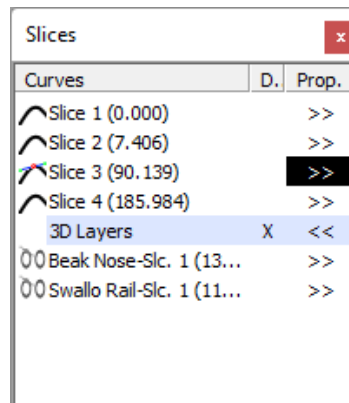 Slices x
Curves D. Prop.
Slice 1 (0.000) >>
Slice 2 (7.406) >>
Slice 3 (90.139) >>
Slice 4 (185.984) >>
3D Layers X <<
Beak Nose-Slc. 1 (13... >>
Swallo Rail-Slc. 1 (11... >>